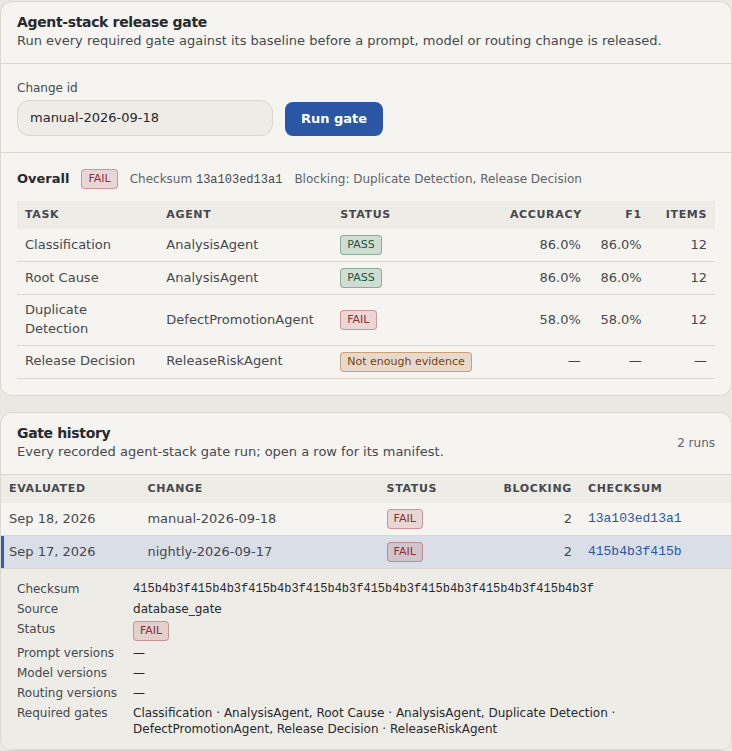 Agent-stack release gate
Run every required gate against its baseline before a prompt, model or routing change is released.
Change id
manual-2026-09-18
Run gate
Overall FAIL Checksum 13a103ed13a1 Blocking: Duplicate Detection, Release Decision
TASK AGENT STATUS ACCURACY F1 ITEMS
Classification AnalysisAgent PASS 86.0% 86.0% 12
Root Cause AnalysisAgent PASS 86.0% 86.0% 12
Duplicate
Detection DefectPromotionAgent FAIL 58.0% 58.0% 12
Release Decision ReleaseRiskAgent Not enough evidence — — —
Gate history
Every recorded agent-stack gate run; open a row for its manifest.
2 runs
EVALUATED CHANGE STATUS BLOCKING CHECKSUM
Sep 18, 2026 manual-2026-09-18 FAIL 2 13a103ed13a1
Sep 17, 2026 nightly-2026-09-17 FAIL 2 415b4b3f415b
Checksum 415b4b3f415b4b3f415b4b3f415b4b3f415b4b3f415b4b3f415b4b3f415b4b3f
Source database_gate
Status FAIL
Prompt versions —
Model versions —
Routing versions —
Required gates Classification · AnalysisAgent, Root Cause · AnalysisAgent, Duplicate Detection ·
DefectPromotionAgent, Release Decision · ReleaseRiskAgent